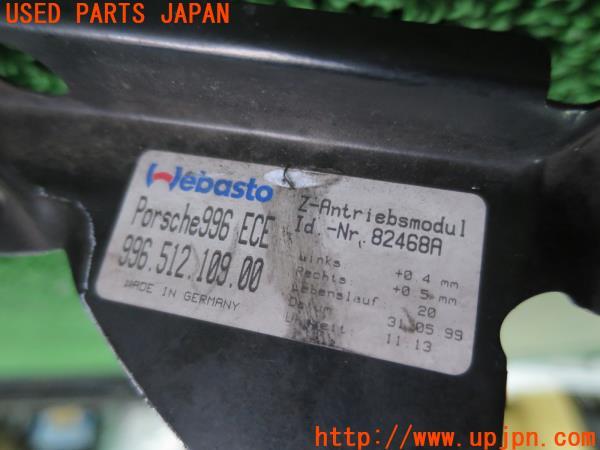 USED PARTS JAPAN
Webasto
Porsche996 ECE
996.512.109.00
MADE IN GERMANY
Z-Antriebsmodul
Id.-Nr. 82468A
Links +0.4 mm
Rechts: +0.5 mm
Lebenslauf: 20
Datum 31.05.99
11.13
http://www.upjpn.com/